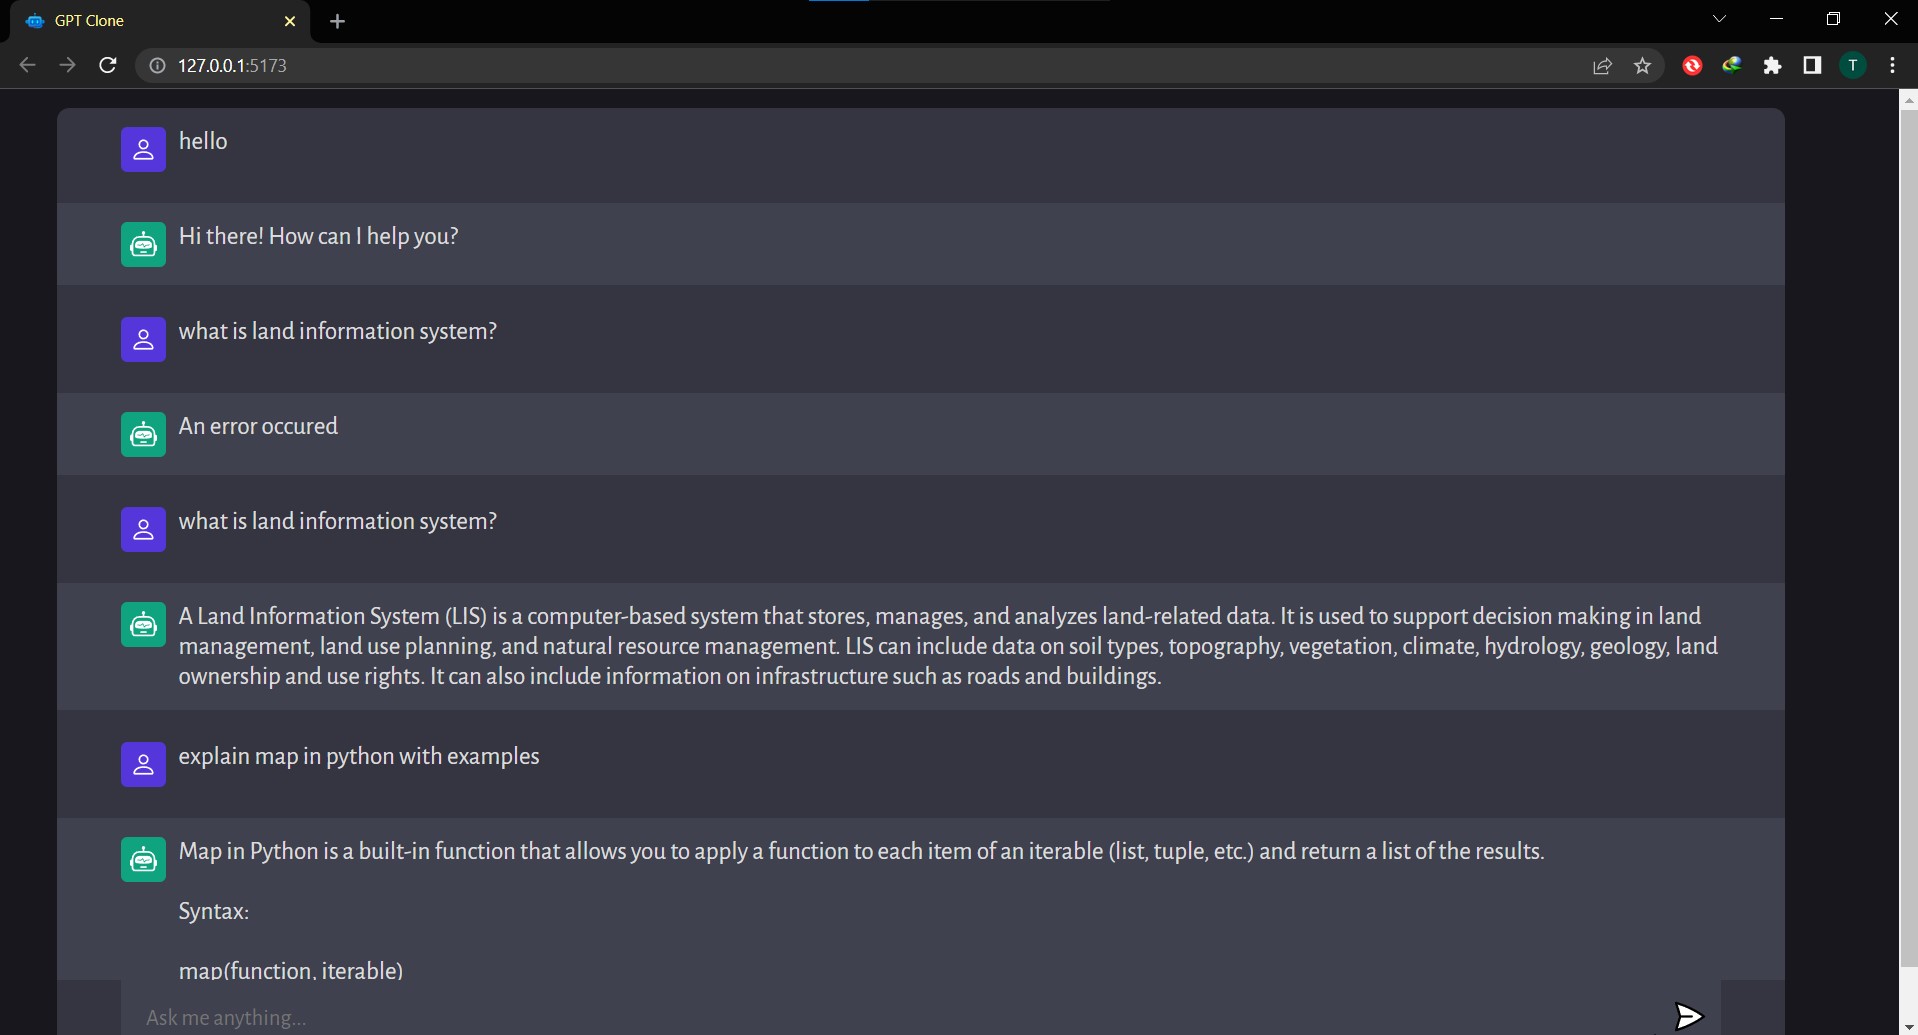 GPT Clone
127.0.0.1:5173
T
hello
Hi there! How can I help you?
what is land information system?
An error occured
what is land information system?
A Land Information System (LIS) is a computer-based system that stores, manages, and analyzes land-related data. It is used to support decision making in land
management, land use planning, and natural resource management. LIS can include data on soil types, topography, vegetation, climate, hydrology, geology, land
ownership and use rights. It can also include information on infrastructure such as roads and buildings.
explain map in python with examples
Map in Python is a built-in function that allows you to apply a function to each item of an iterable (list, tuple, etc.) and return a list of the results.
Syntax:
map(function, iterable)
Ask me anything...